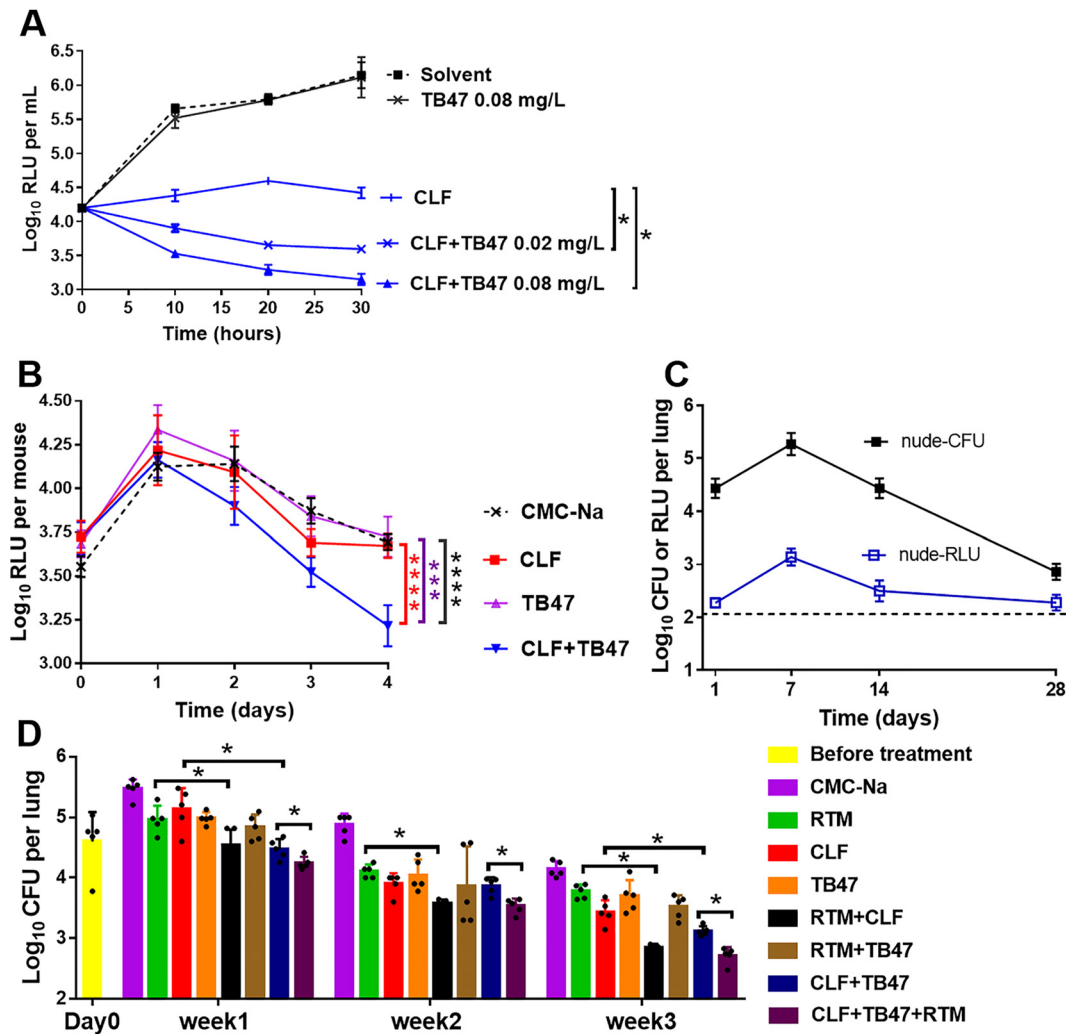 A
Log10 RLU per mL
6.5
6.0
5.5
5.0
4.5
4.0
3.5
3.0
0 5 10 15 20 25 30
Time (hours)
Solvent
TB47 0.08 mg/L
CLF
CLF+TB47 0.02 mg/L
CLF+TB47 0.08 mg/L
*
*
B
Log10 RLU per mouse
4.50
4.25
4.00
3.75
3.50
3.25
3.00
0 1 2 3 4
Time (days)
CMC-Na
CLF
TB47
CLF+TB47
****
***
****
C
Log10 CFU or RLU per lung
6
5
4
3
2
1
1 7 14 28
Time (days)
nude-CFU
nude-RLU
D
Log10 CFU per lung
6
5
4
3
2
Day0 week1 week2 week3
* * *
* *
* * *
Before treatment
CMC-Na
RTM
CLF
TB47
RTM+CLF
RTM+TB47
CLF+TB47
CLF+TB47+RTM